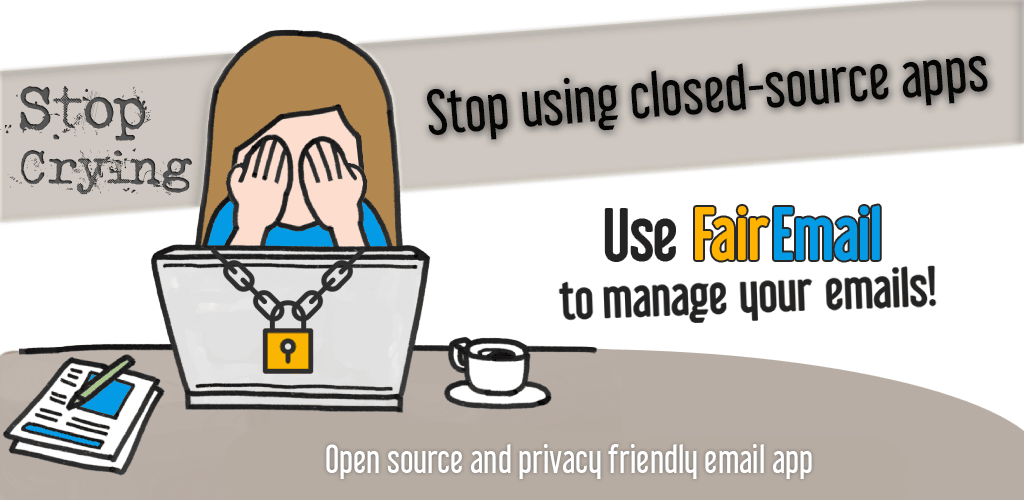 Stop
Crying
Stop using closed-source apps
Use FairEmail
to manage your emails!
Open source and privacy friendly email app